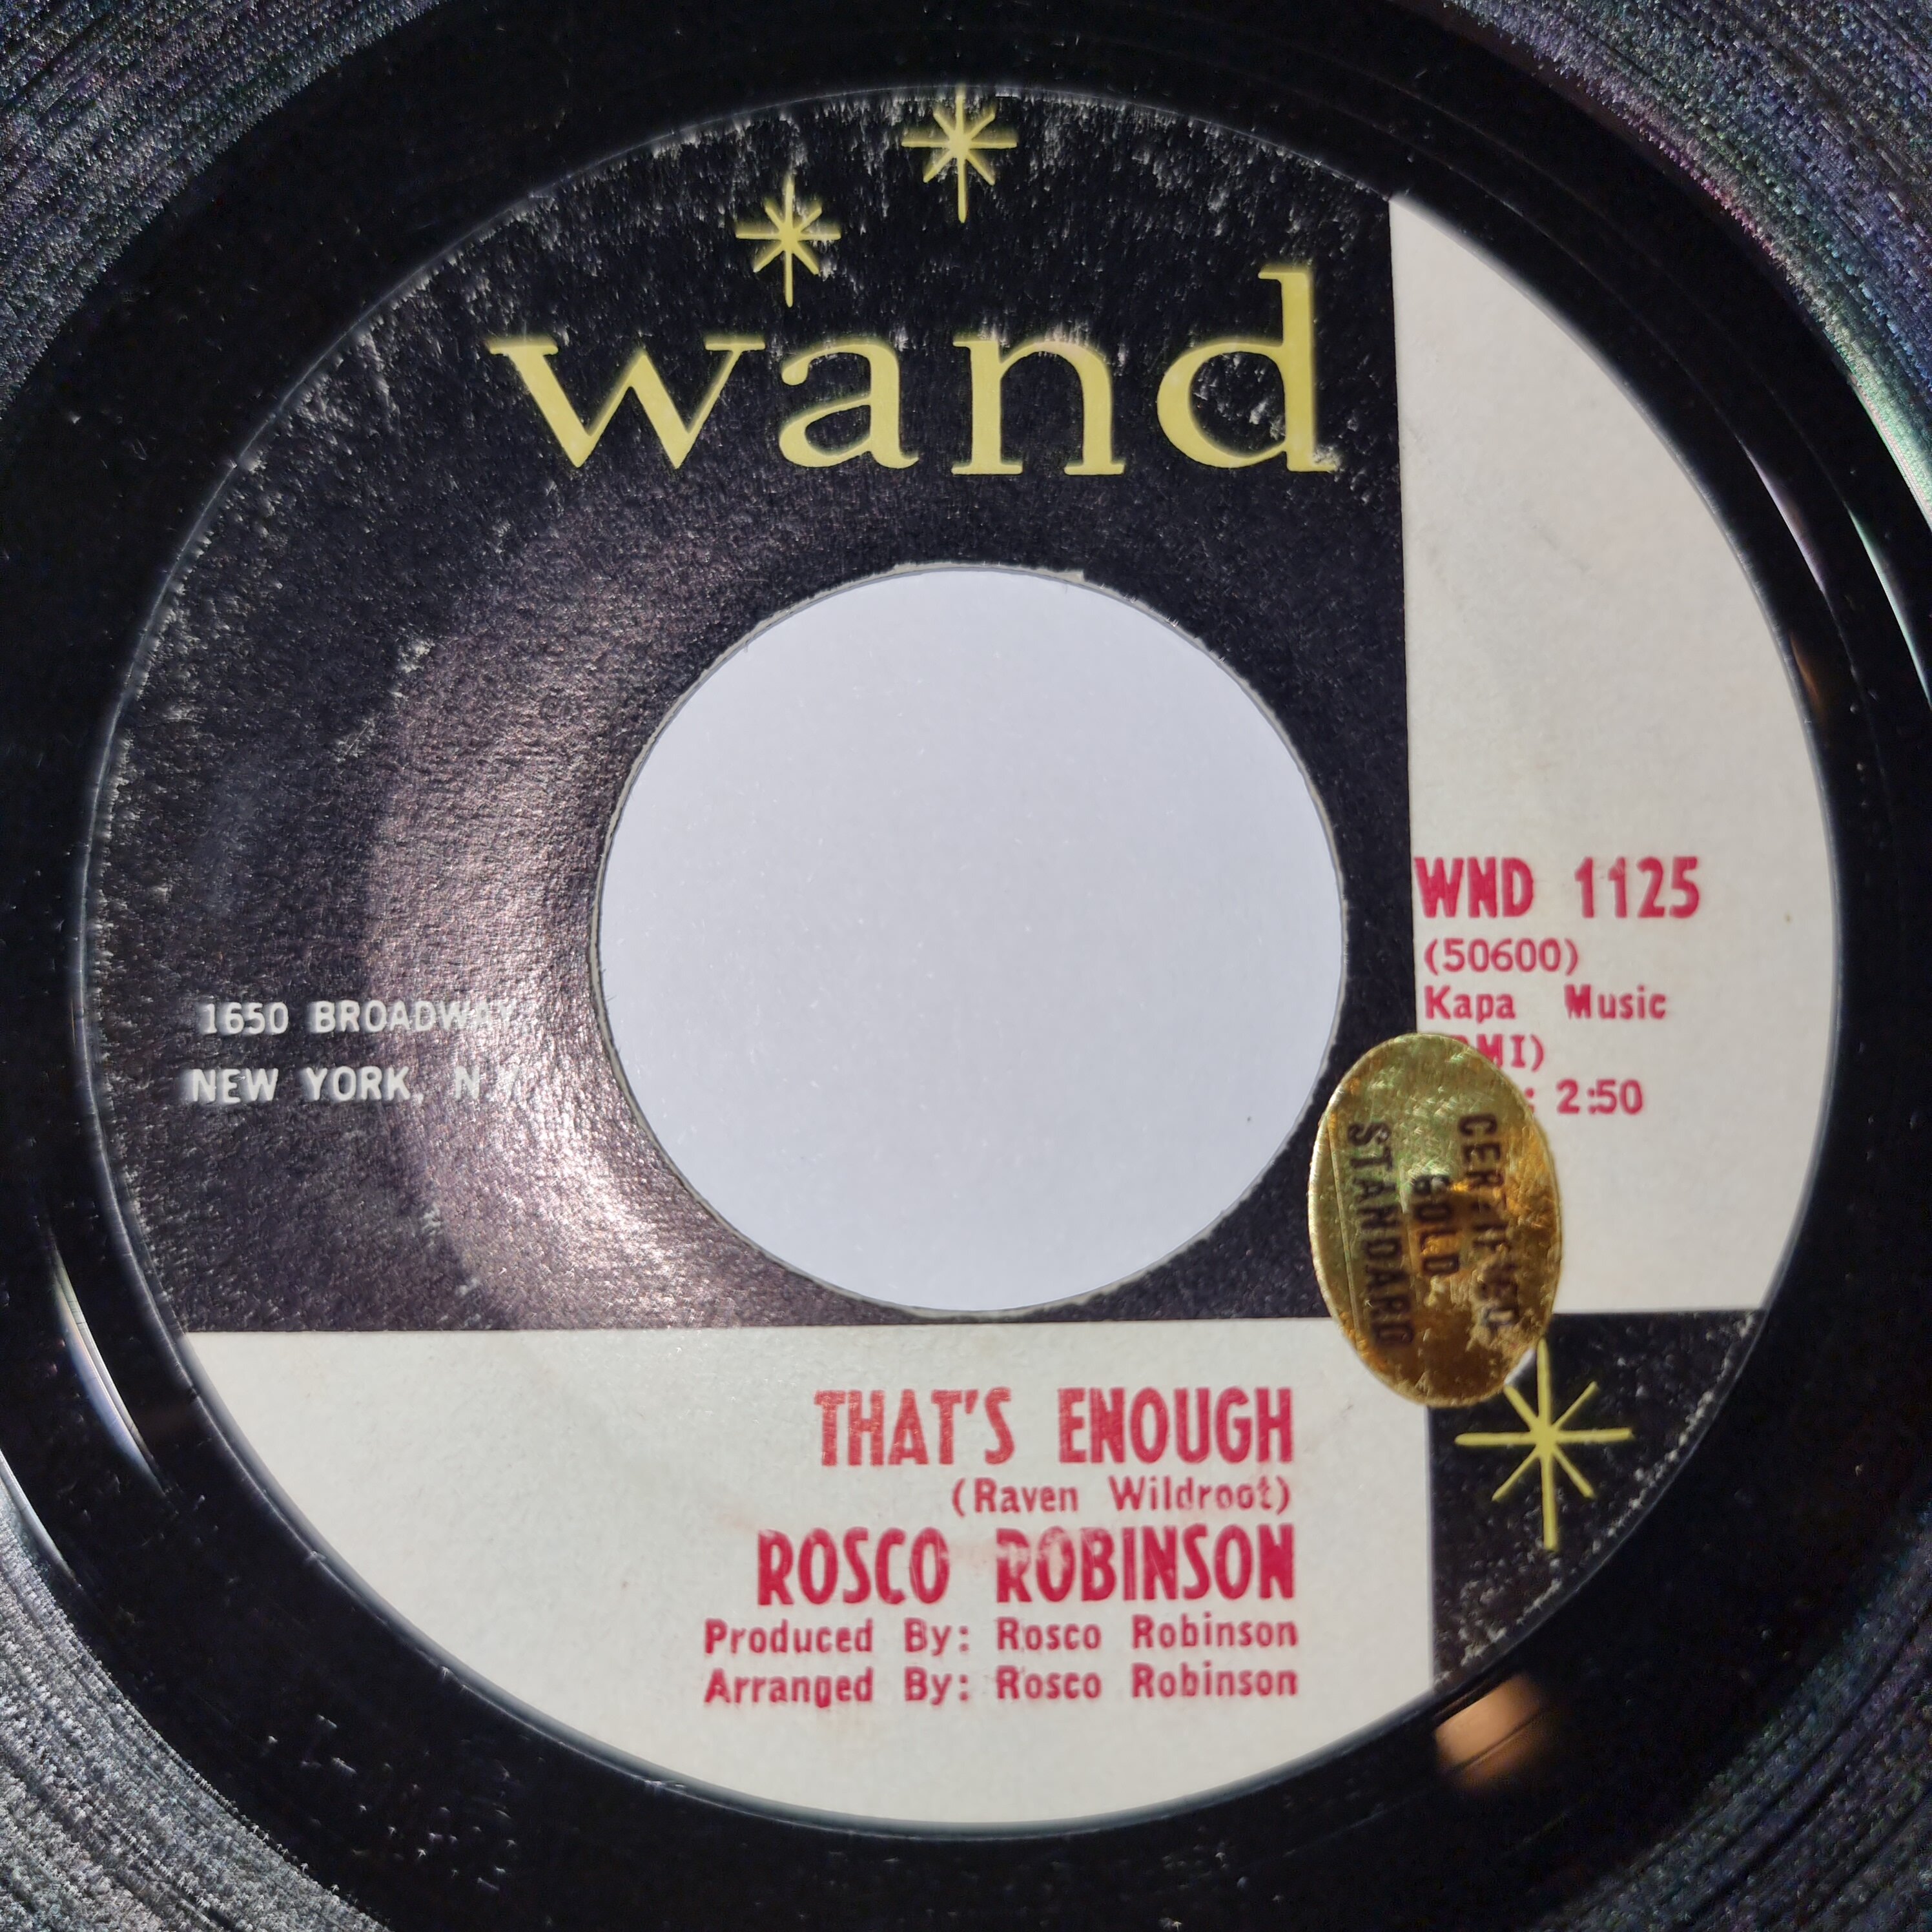 wand
WND 1125
(50600)
Kapa Music
BMI)
: 2:50
1650 BROADWAY,
NEW YORK, N.Y.
CERTIFIED
GOLD
STANDARD
THAT'S ENOUGH
(Raven Wildroot)
ROSCO ROBINSON
Produced By: Rosco Robinson
Arranged By: Rosco Robinson